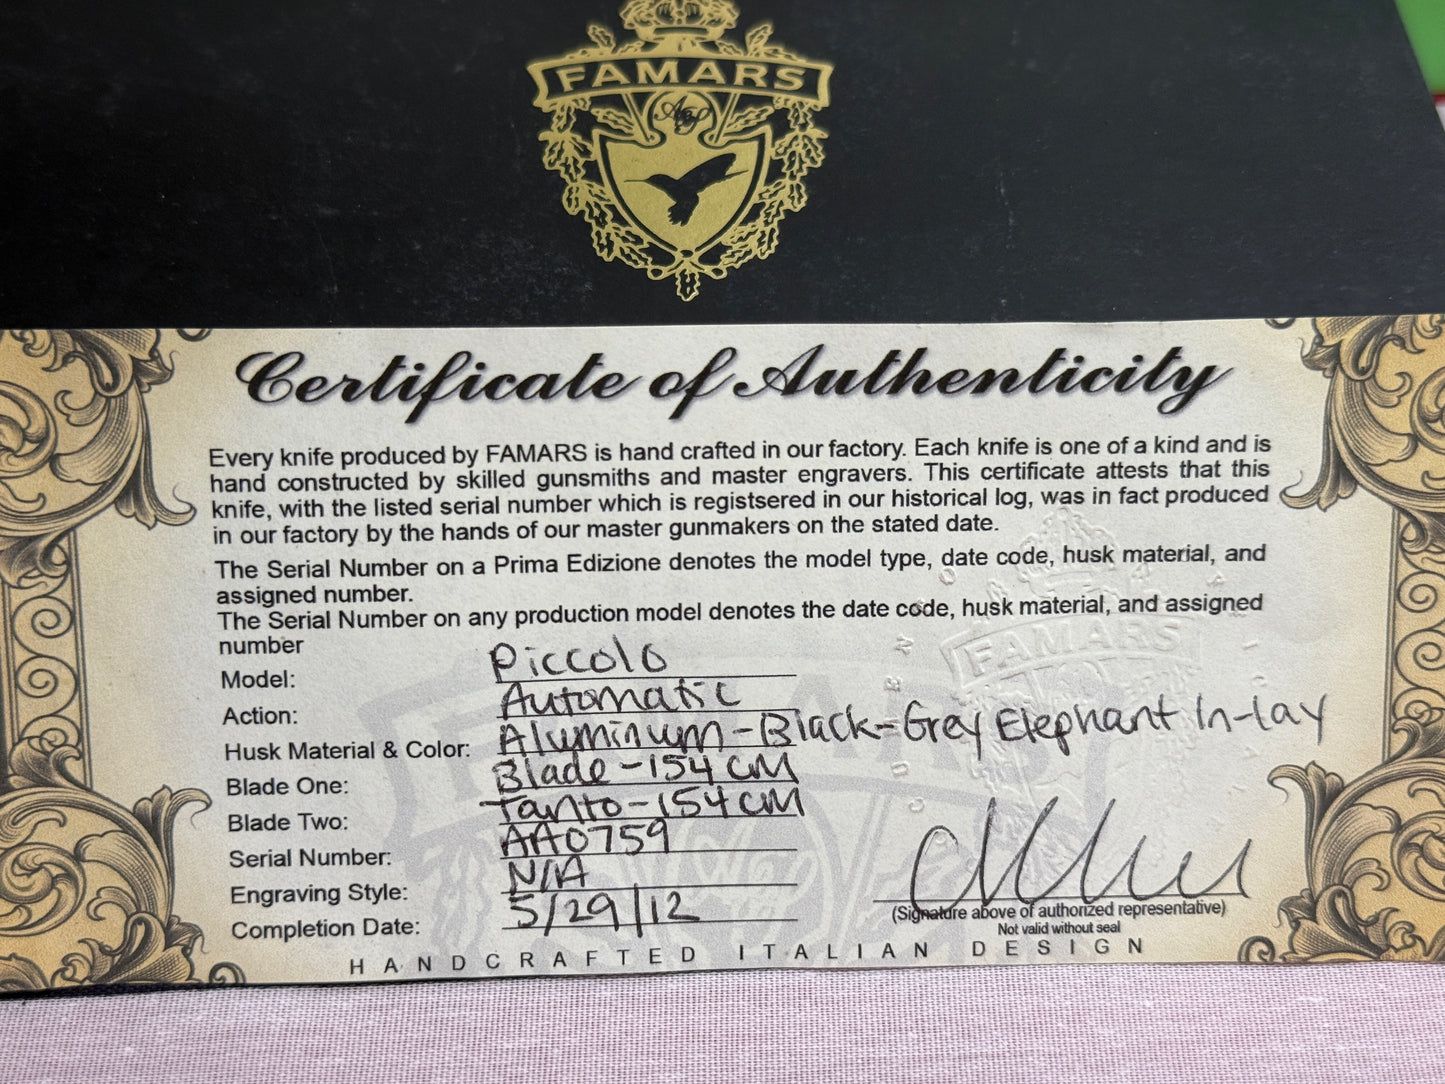 FAMARS
Certificate of Authenticity
Every knife produced by FAMARS is hand crafted in our factory. Each knife is one of a kind and is
hand constructed by skilled gunsmiths and master engravers. This certificate attests that this
knife, with the listed serial number which is registsered in our historical log, was in fact produced
in our factory by the hands of our master gunmakers on the stated date.
The Serial Number on a Prima Edizione denotes the model type, date code, husk material, and
assigned number.
The Serial Number on any production model denotes the date code, husk material, and assigned
number
Model: Piccolo
Action: Automatic
Husk Material & Color: Aluminum-Black-Grey Elephant In-lay
Blade One: Blade-154 CM
Blade Two: Tanto-154 CM
Serial Number: AA0759
Engraving Style: N/A
Completion Date: 5/29/12
FAMARS
(Signature above of authorized representative)
Not valid without seal
HANDCRAFTED ITALIAN DESIGN